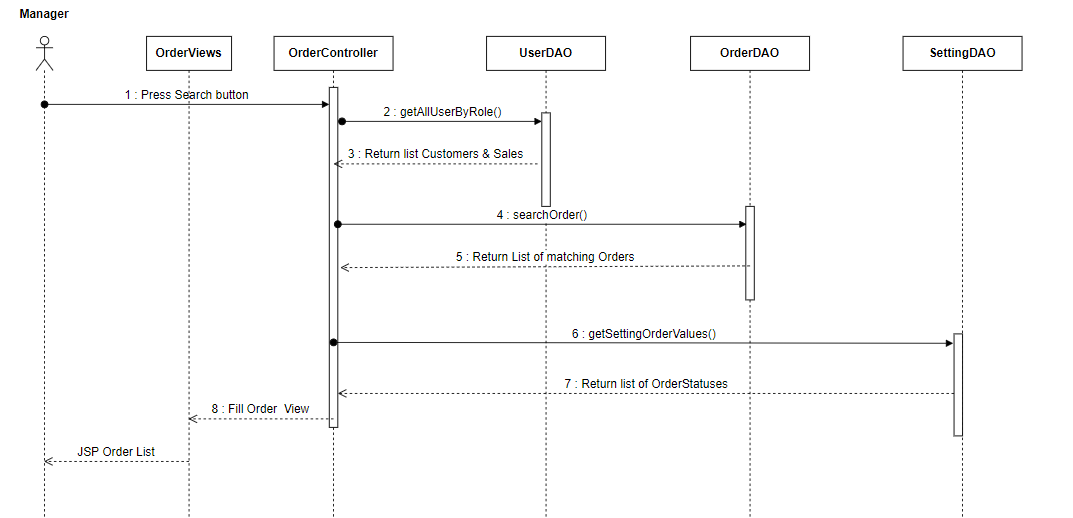 Manager
OrderViews
OrderController
UserDAO
OrderDAO
SettingDAO
1 : Press Search button
2 : getAllUserByRole()
3 : Return list Customers & Sales
4 : searchOrder()
5 : Return List of matching Orders
6 : getSettingOrderValues()
7 : Return list of OrderStatuses
8 : Fill Order  View
JSP Order List